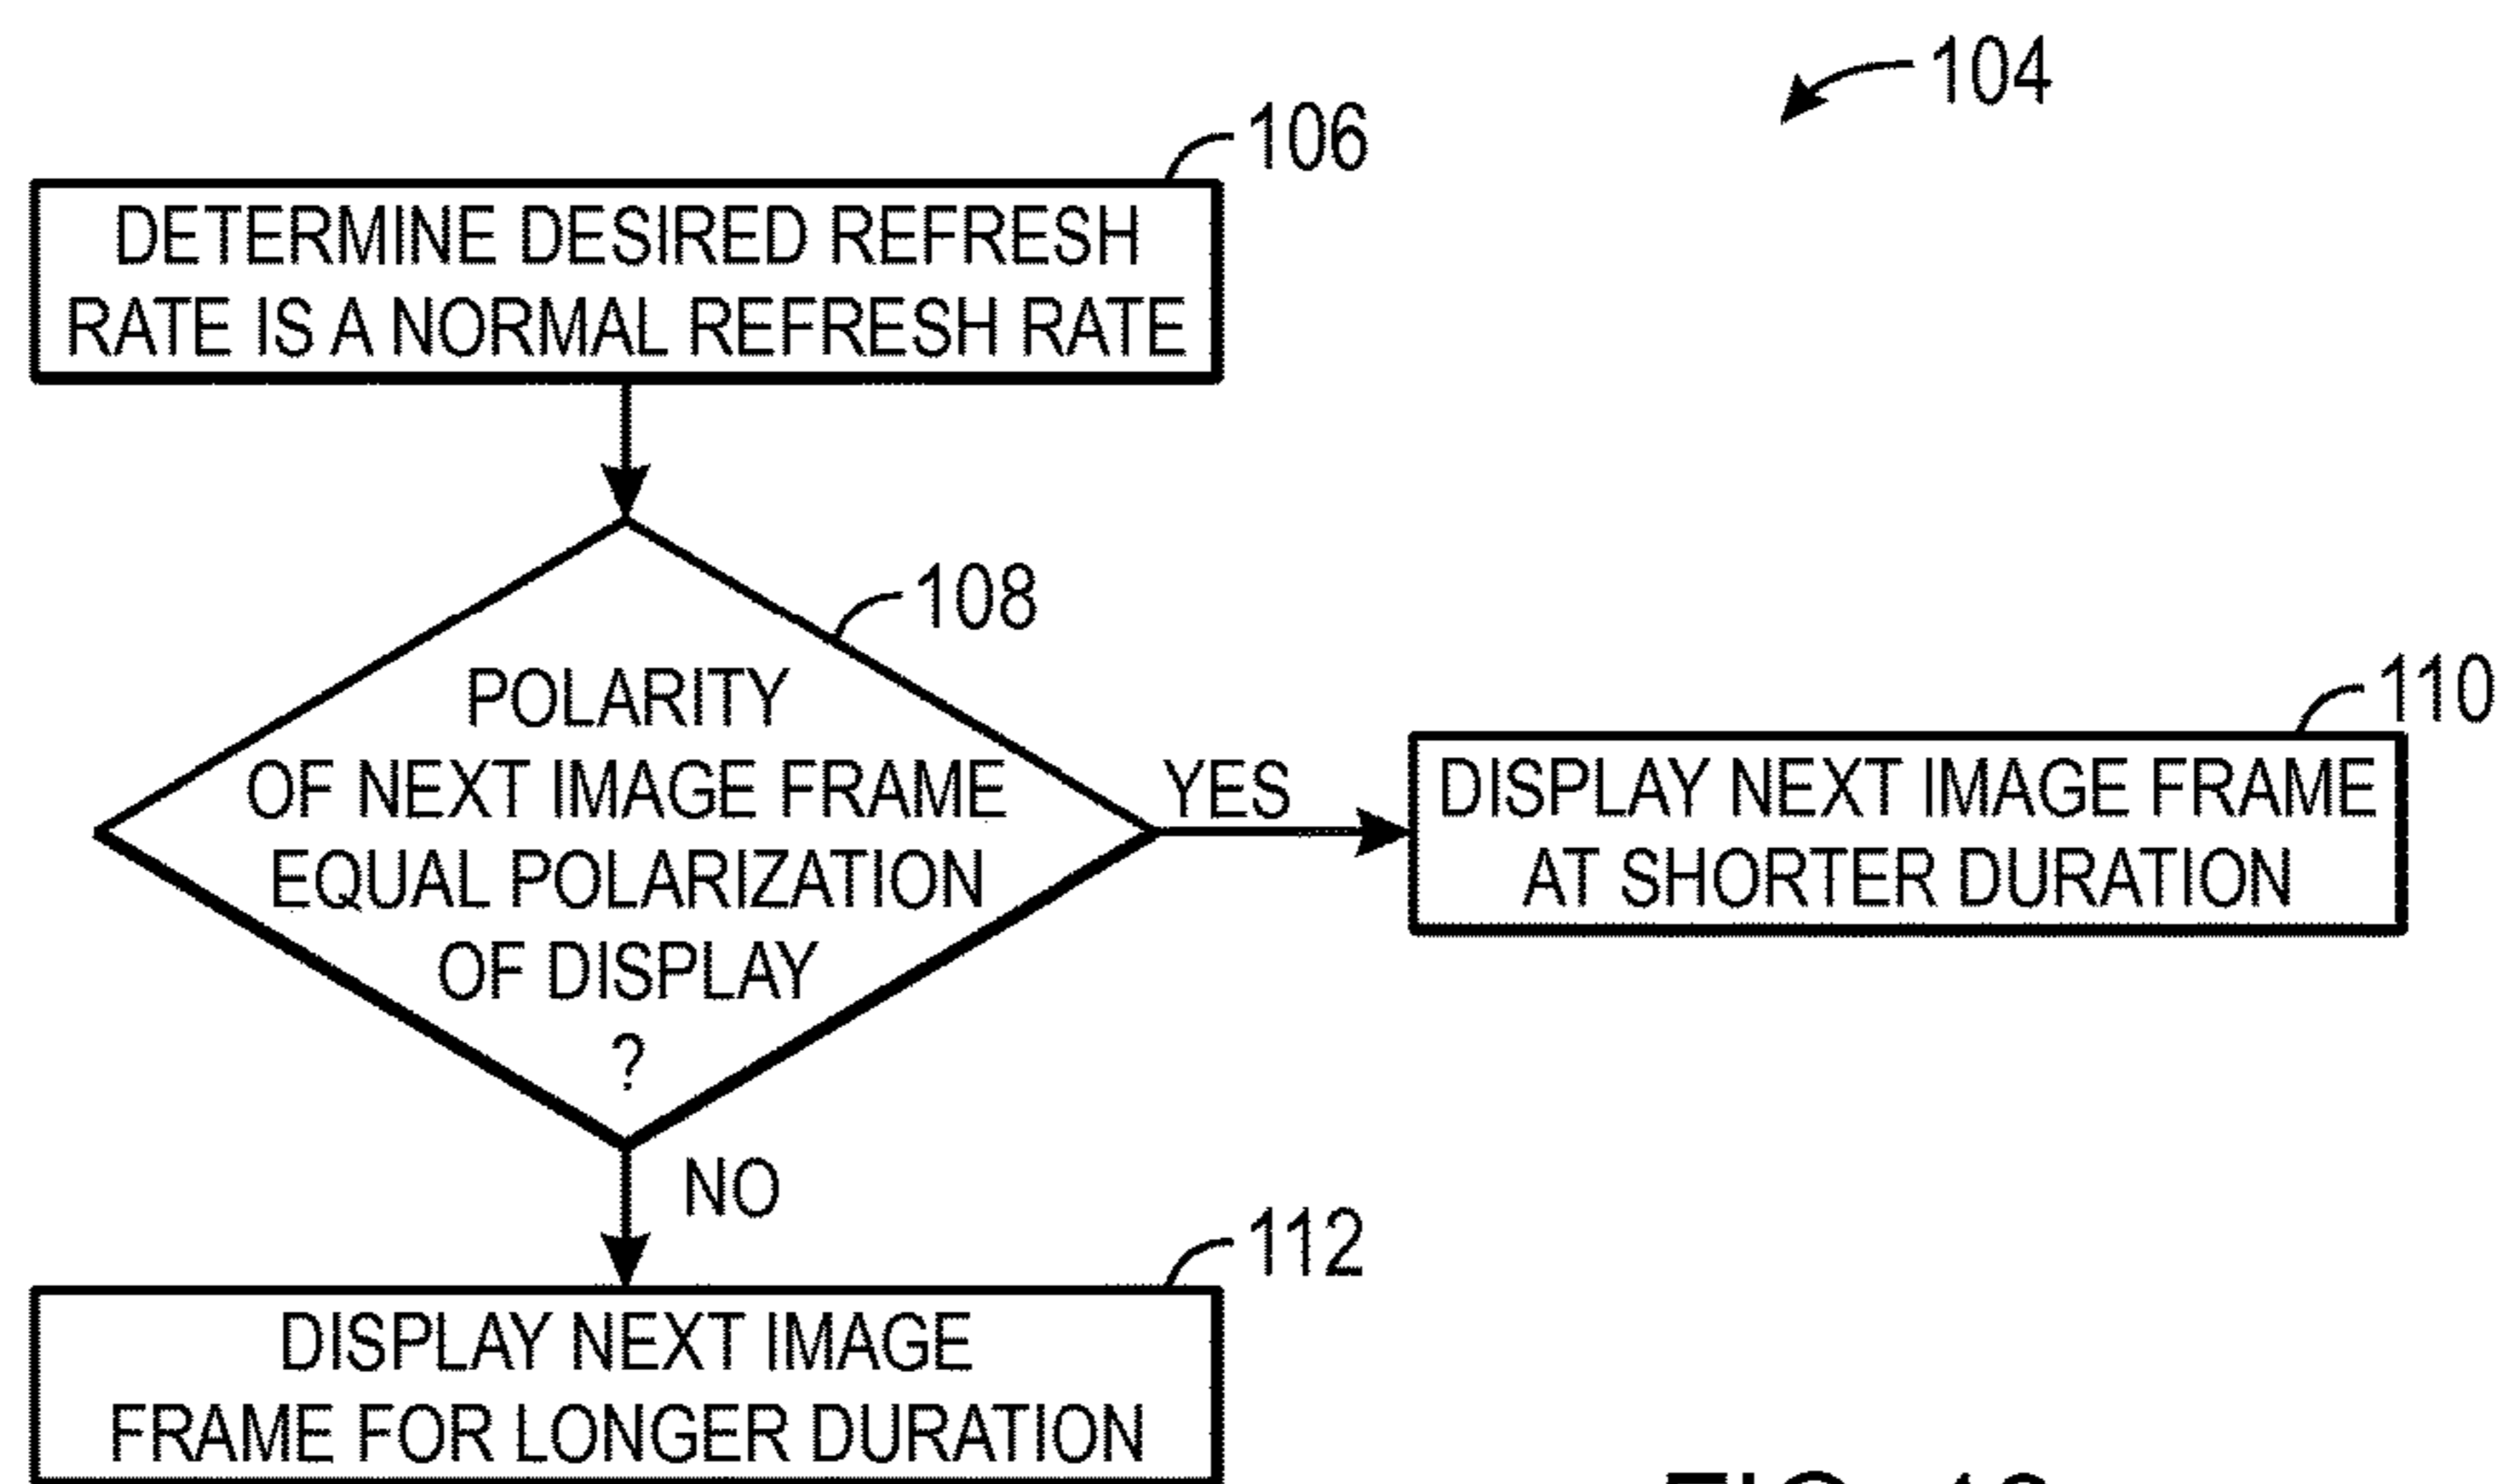 104
106
DETERMINE DESIRED REFRESH
RATE IS A NORMAL REFRESH RATE
108
POLARITY
OF NEXT IMAGE FRAME
EQUAL POLARIZATION
OF DISPLAY
?
YES
110
DISPLAY NEXT IMAGE FRAME
AT SHORTER DURATION
NO
112
DISPLAY NEXT IMAGE
FRAME FOR LONGER DURATION